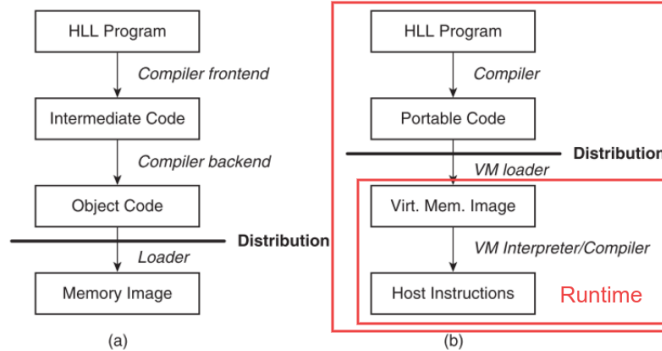 HLL Program
Compiler frontend
Intermediate Code
Compiler backend
Object Code
Distribution
Loader
Memory Image
(a)
HLL Program
Compiler
Portable Code
Distribution
VM loader
Virt. Mem. Image
VM Interpreter/Compiler
Host Instructions
Runtime
(b)